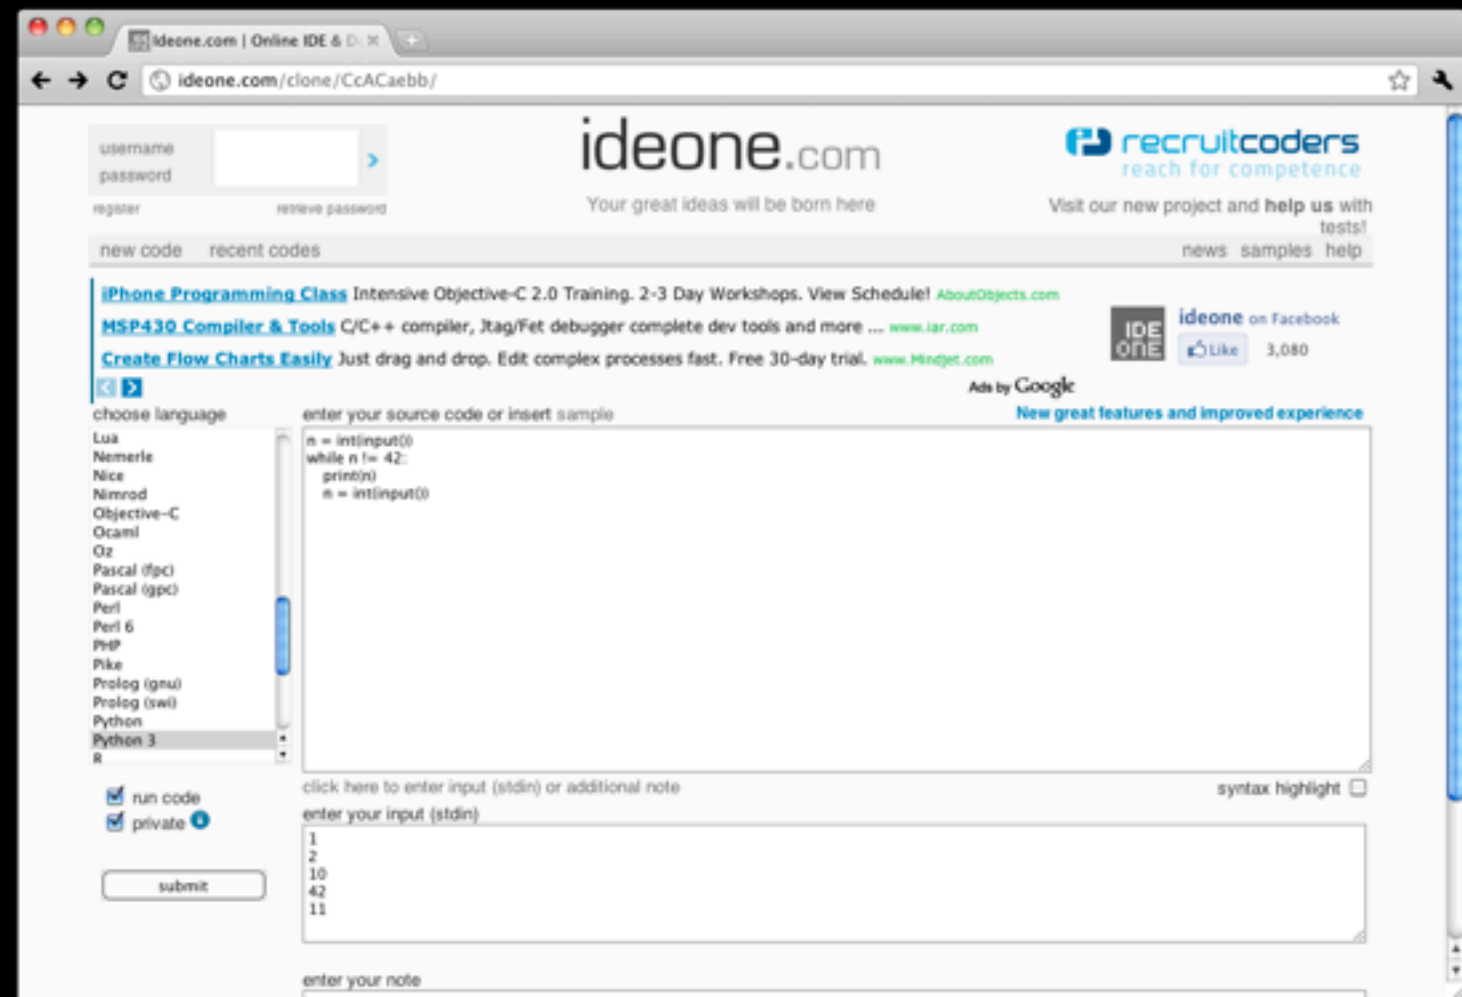 Ideone.com | Online IDE & D
ideone.com/clone/CcACaebb/
username
password
register retrieve password
ideone.com
Your great ideas will be born here
recruitcoders
reach for competence
Visit our new project and help us with
tests!
new code recent codes
news samples help
iPhone Programming Class Intensive Objective-C 2.0 Training. 2-3 Day Workshops. View Schedule! AboutObjects.com
MSP430 Compiler & Tools C/C++ compiler, Jtag/Fet debugger complete dev tools and more ... www.iar.com
Create Flow Charts Easily Just drag and drop. Edit complex processes fast. Free 30-day trial. www.Mindjet.com
Ads by Google
IDE
ONE
ideone on Facebook
Like 3,080
choose language
Lua
Nemerle
Nice
Nimrod
Objective-C
Ocaml
Oz
Pascal (fpc)
Pascal (gpc)
Perl
Perl 6
PHP
Pike
Prolog (gnu)
Prolog (swi)
Python
Python 3
R
enter your source code or insert sample
New great features and improved experience
n = int(input())
while n != 42:
    print(n)
    n = int(input())
run code
private
submit
click here to enter input (stdin) or additional note
syntax highlight
enter your input (stdin)
1
2
10
42
11
enter your note